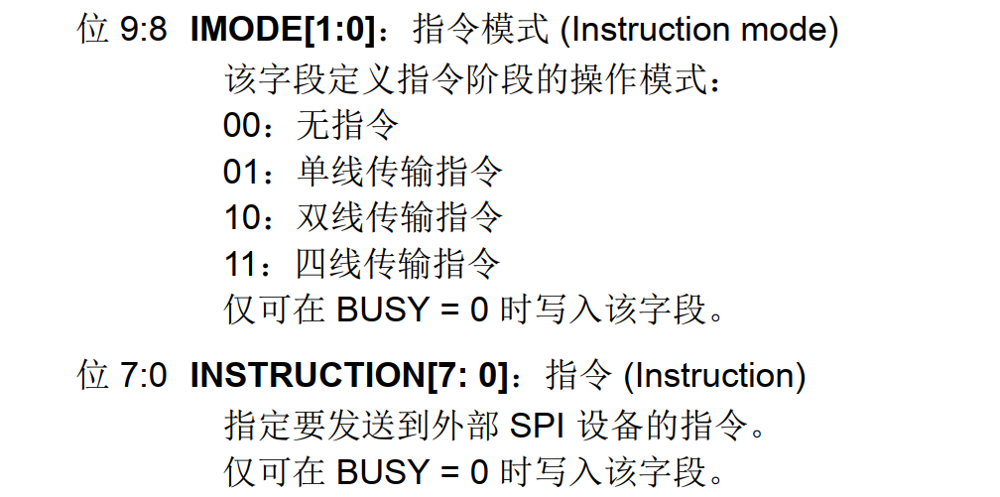 位 9:8 IMODE[1:0]：指令模式 (Instruction mode)
该字段定义指令阶段的操作模式：
00：无指令
01：单线传输指令
10：双线传输指令
11：四线传输指令
仅可在 BUSY = 0 时写入该字段。
位 7:0 INSTRUCTION[7: 0]：指令 (Instruction)
指定要发送到外部 SPI 设备的指令。
仅可在 BUSY = 0 时写入该字段。